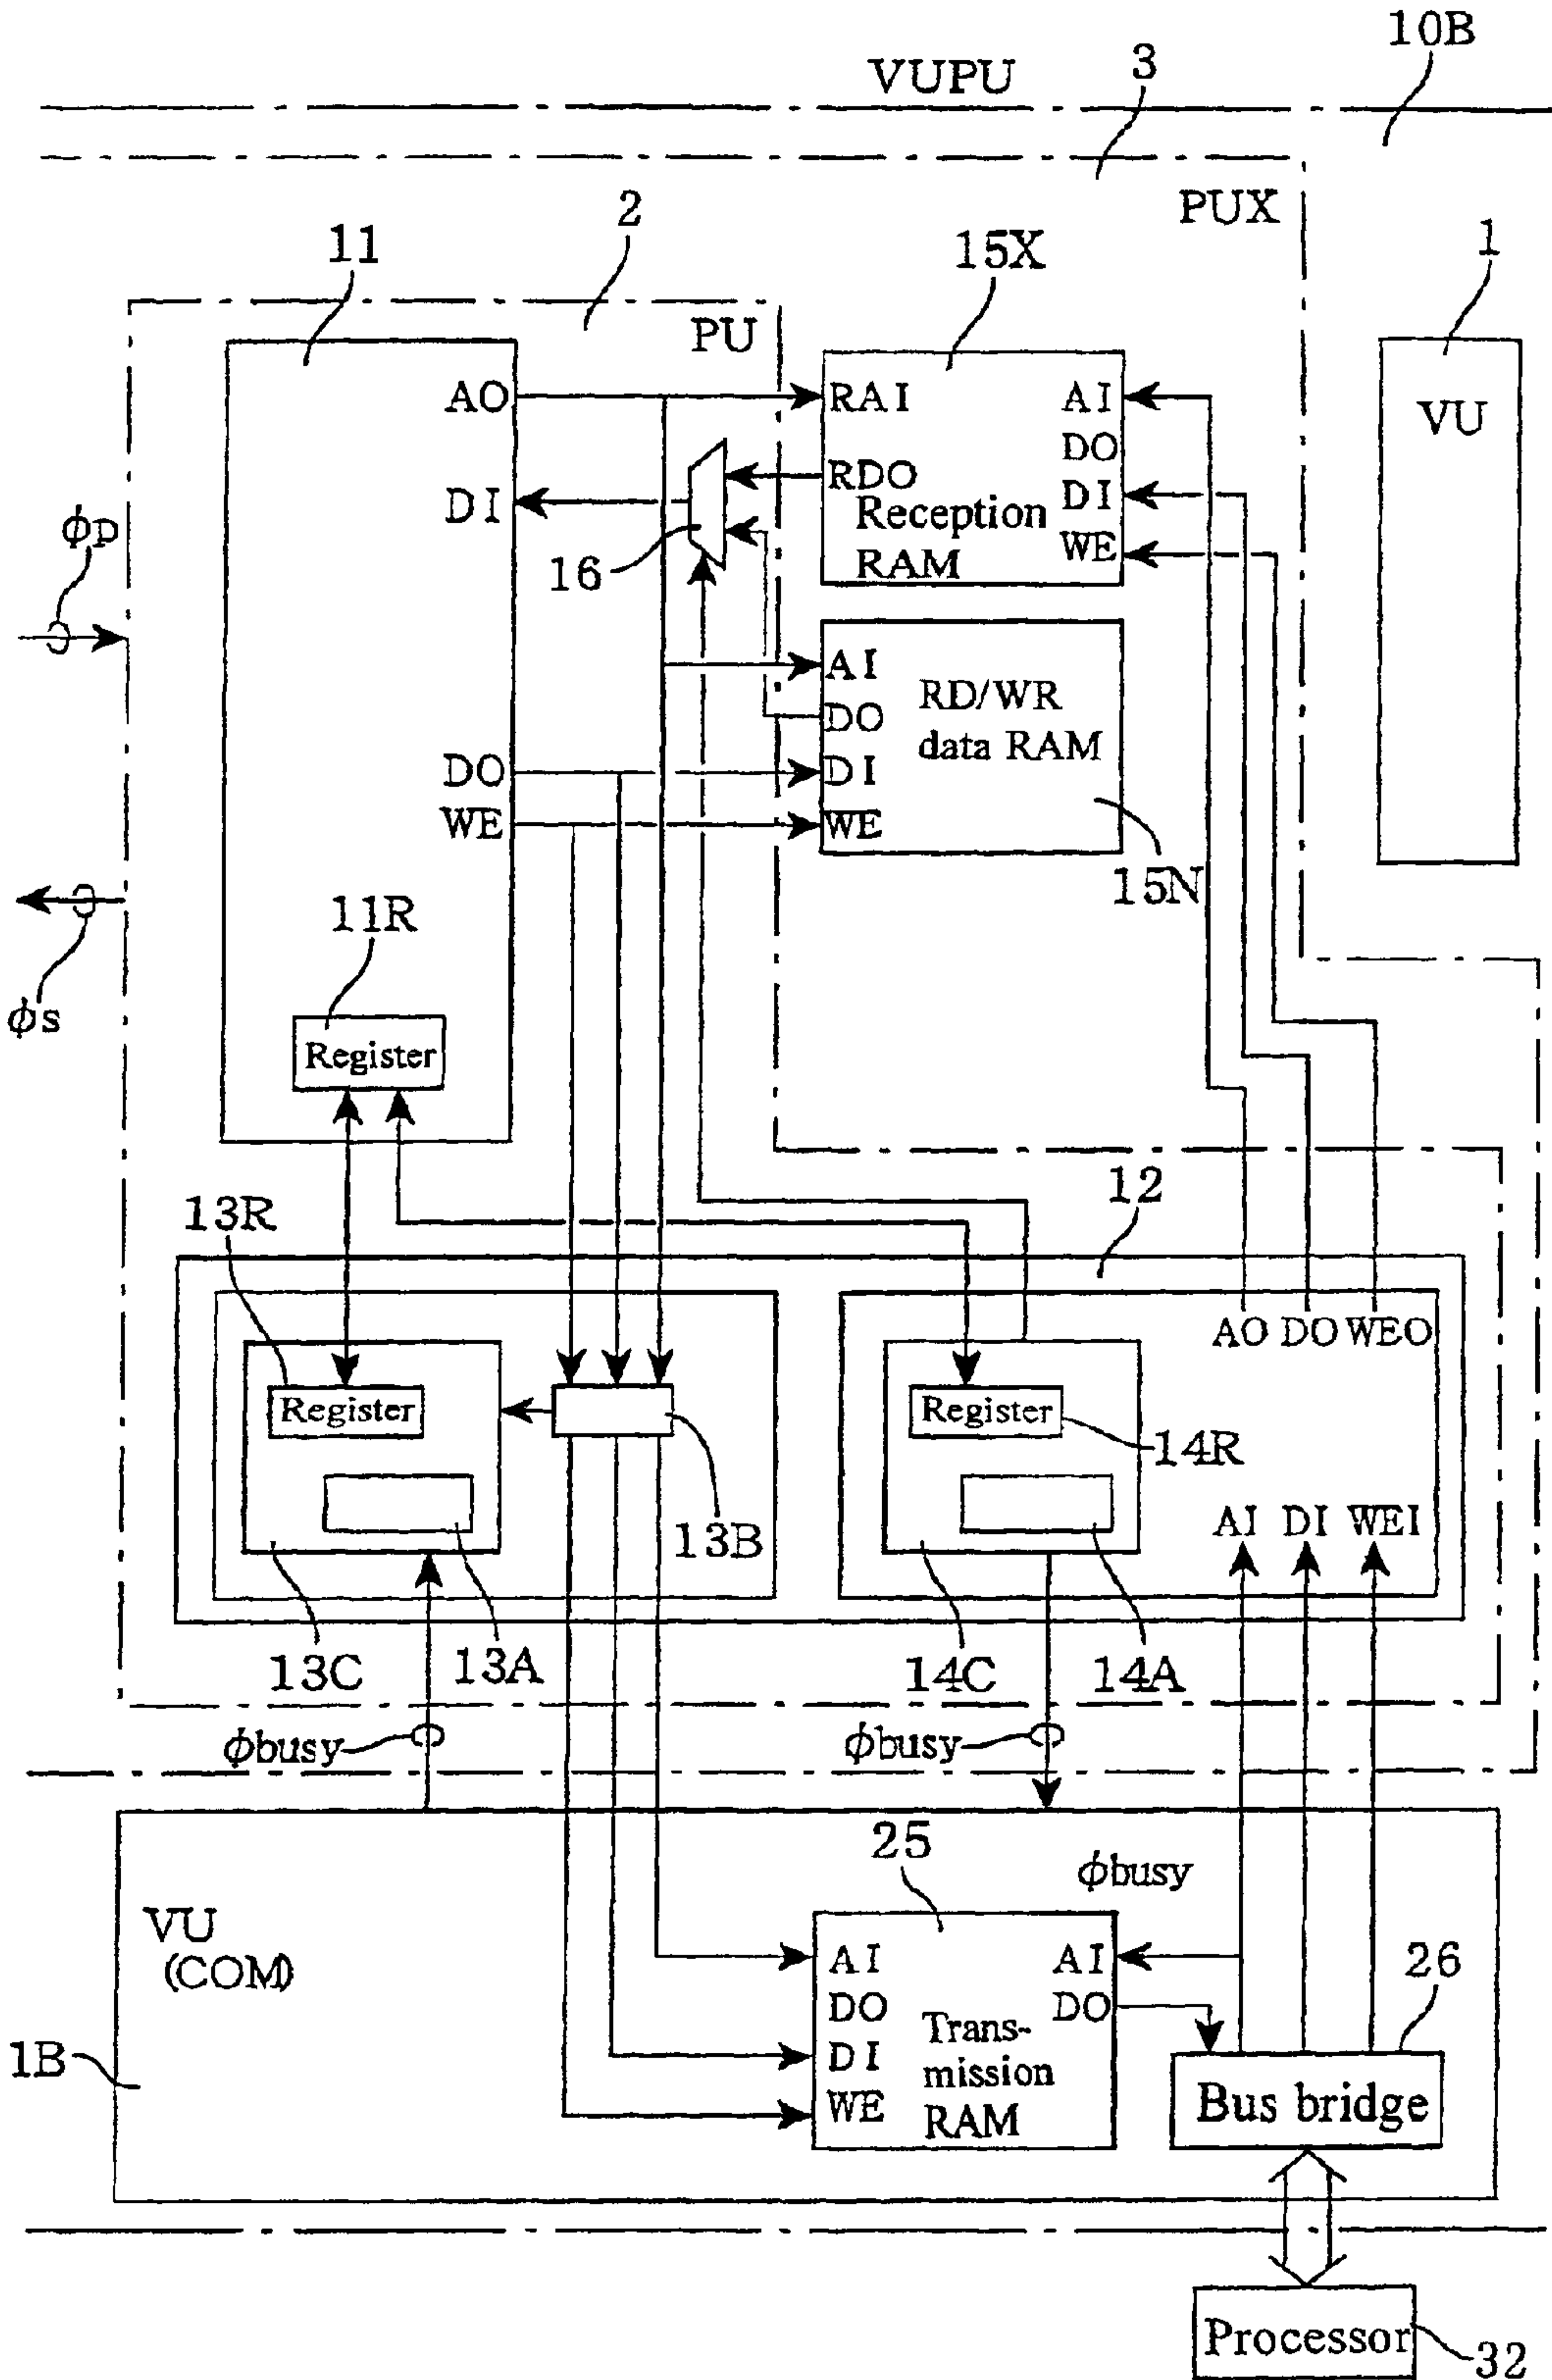 10B
VUPU
3
PUX
2
11
15X
1
PU
AO
RAI
AI
VU
DO
RDO
DI
DI
Reception
WE
RAM
φp
16
AI
RD/WR
DO
data RAM
DO
DI
WE
WE
15N
11R
φs
Register
12
13R
AO DO WEO
Register
Register
14R
AI DI WEI
13B
13C
13A
14C
14A
φbusy
φbusy
25
φbusy
VU
(COM)
AI
AI
26
DO
DO
Trans-
1B
DI
mission
WE
RAM
Bus bridge
Processor
32